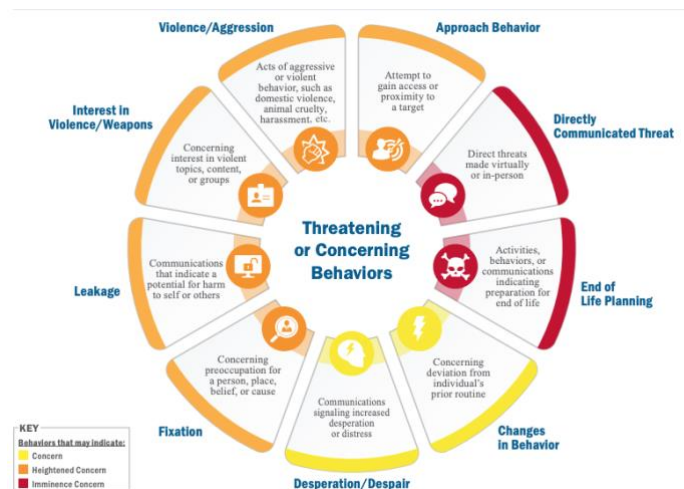 Violence/Aggression
Acts of aggressive
or violent
behavior, such as
domestic violence,
animal cruelty,
harassment, etc.
Approach Behavior
Attempt to
gain access or
proximity to
a target
Directly
Communicated Threat
Direct threats
made virtually
or in-person
End of
Life Planning
Activities,
behaviors, or
communications
indicating
preparation for
end of life
Changes
in Behavior
Concerning
deviation from
individual's
prior routine
Desperation/Despair
Communications
signaling increased
desperation
or distress
Fixation
Concerning
preoccupation for
a person, place,
belief, or cause
Leakage
Communications
that indicate a
potential for harm
to self or others
Interest in
Violence/Weapons
Concerning
interest in violent
topics, content,
or groups
Threatening
or Concerning
Behaviors
KEY
Behaviors that may indicate:
Concern
Heightened Concern
Imminence Concern